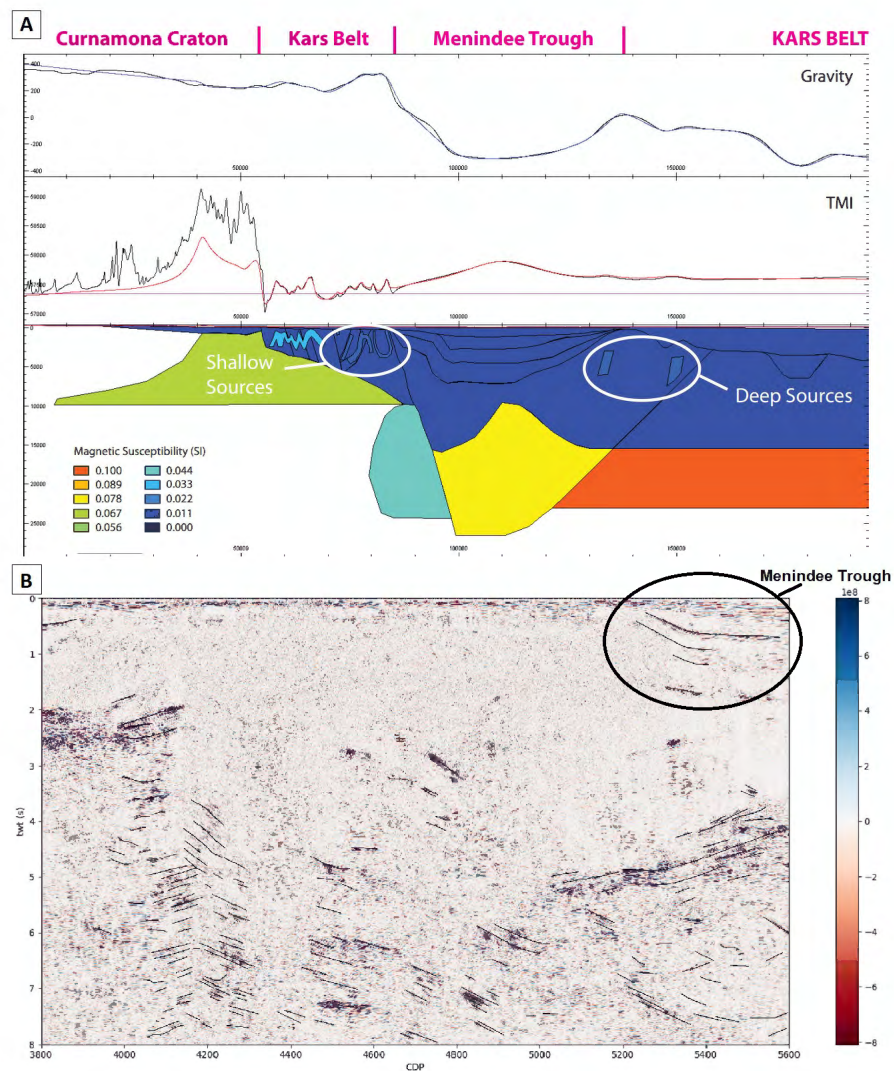 A
Curnamona Craton | Kars Belt | Menindee Trough | KARS BELT
400
200
0
-200
-400
Gravity
50000 100000 150000
59000
58500
58000
57500
57000
TMI
50000 100000 150000
0
5000
10000
15000
20000
25000
Shallow
Sources
Deep Sources
Magnetic Susceptibility (SI)
0.100 0.044
0.089 0.033
0.078 0.022
0.067 0.011
0.056 0.000
50000 100000 150000
B
Menindee Trough
1e8
0
1
2
3
4
5
6
7
8
twt (s)
3800 4000 4200 4400 4600 4800 5000 5200 5400 5600
CDP
8
6
4
2
0
-2
-4
-6
-8